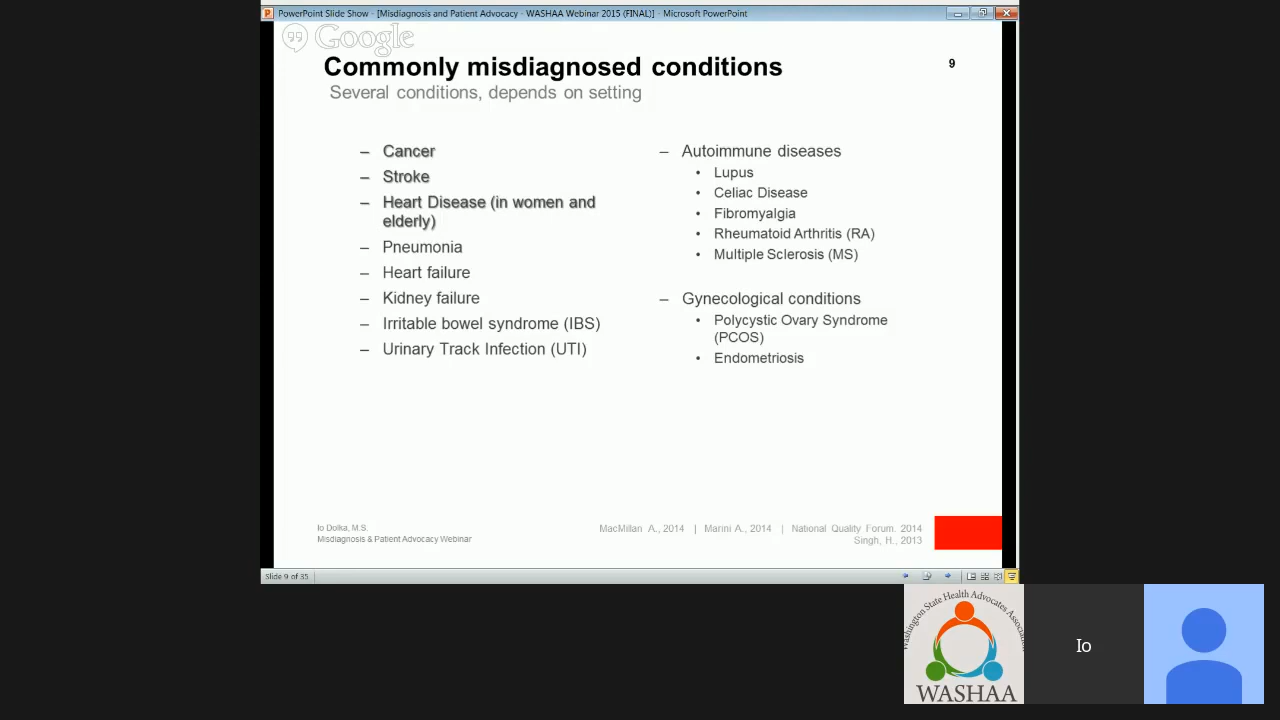 PowerPoint Slide Show - [Misdiagnosis and Patient Advocacy - WASHAA Webinar 2015 (FINAL)] - Microsoft PowerPoint
Google
Commonly misdiagnosed conditions
9
Several conditions, depends on setting
– Cancer
– Stroke
– Heart Disease (in women and
elderly)
– Pneumonia
– Heart failure
– Kidney failure
– Irritable bowel syndrome (IBS)
– Urinary Track Infection (UTI)
– Autoimmune diseases
• Lupus
• Celiac Disease
• Fibromyalgia
• Rheumatoid Arthritis (RA)
• Multiple Sclerosis (MS)
– Gynecological conditions
• Polycystic Ovary Syndrome
(PCOS)
• Endometriosis
Io Dolka, M.S.
Misdiagnosis & Patient Advocacy Webinar
MacMillan A., 2014 | Marini A., 2014 | National Quality Forum. 2014
Singh, H., 2013
Slide 9 of 35
Washington State Health Advocates Association
WASHAA
Io